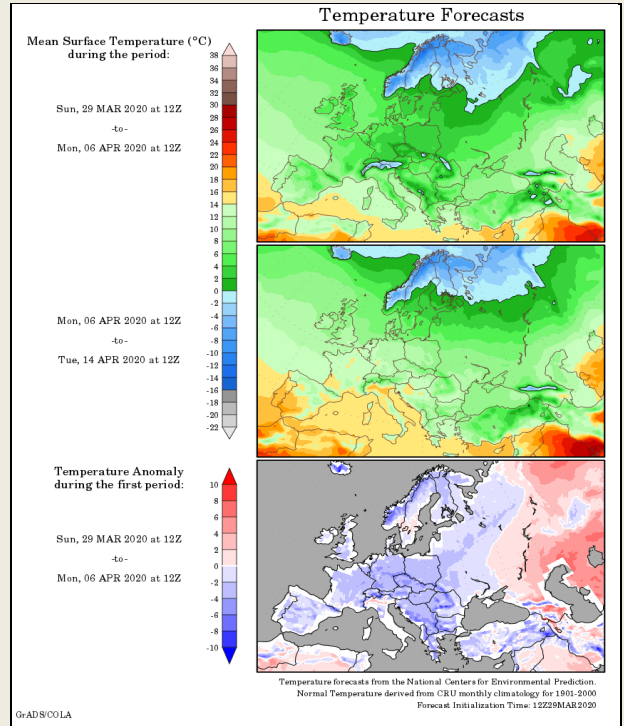 Temperature Forecasts
Mean Surface Temperature (°C)
during the period:
38
36
34
32
30
28
26
24
22
20
18
16
14
12
10
8
6
4
2
0
-2
-4
-6
-8
-10
-12
-14
-16
-18
-20
-22
Sun, 29 MAR 2020 at 12Z
-to-
Mon, 06 APR 2020 at 12Z
Mon, 06 APR 2020 at 12Z
-to-
Tue, 14 APR 2020 at 12Z
Temperature Anomaly
during the first period:
10
8
6
4
2
0
-2
-4
-6
-8
-10
Sun, 29 MAR 2020 at 12Z
-to-
Mon, 06 APR 2020 at 12Z
Temperature forecasts from the National Centers for Environmental Prediction.
Normal Temperature derived from CRU monthly climatology for 1901-2000
Forecast Initialization Time: 12Z29MAR2020
GrADS/COLA